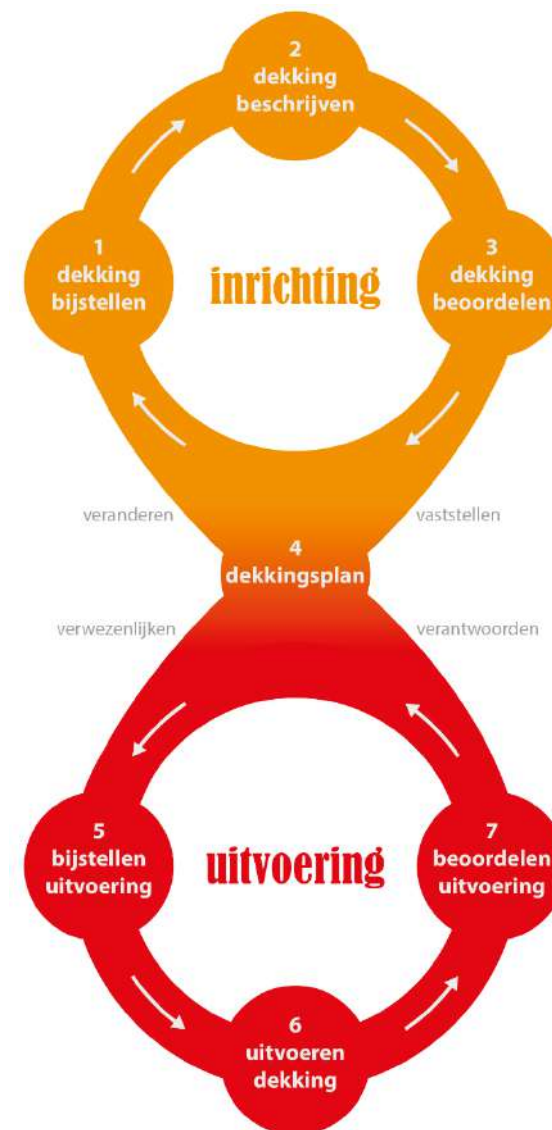 2
dekking
beschrijven
1
dekking
bijstellen
inrichting
3
dekking
beoordelen
veranderen
vaststellen
4
dekkingsplan
verwezenlijken
verantwoorden
5
bijstellen
uitvoering
uitvoering
7
beoordelen
uitvoering
6
uitvoeren
dekking